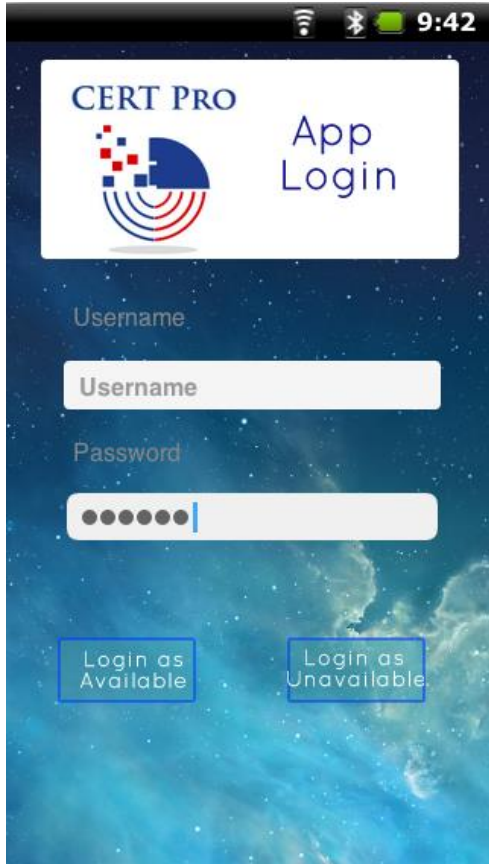 9:42
CERT PRO
App
Login
Username
Username
Password
Login as
Available
Login as
Unavailable